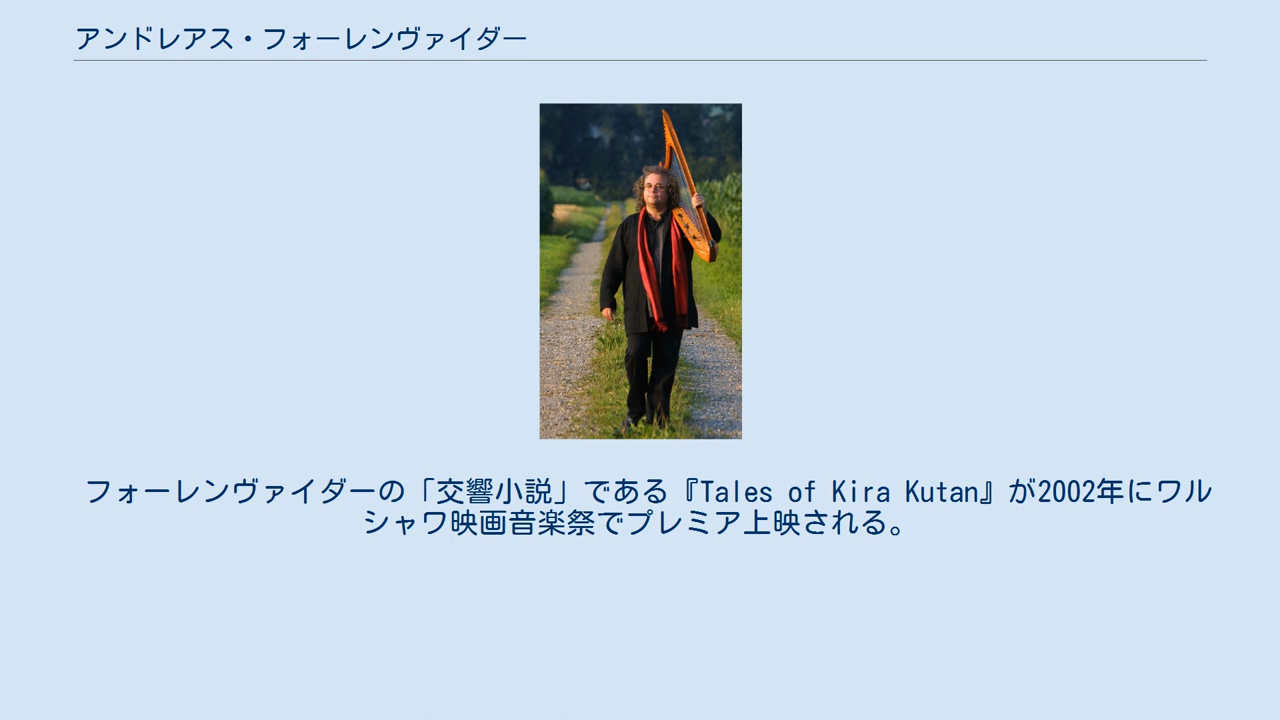 アンドレアス・フォーレンヴァイダー
フォーレンヴァイダーの「交響小説」である『Tales of Kira Kutan』が2002年にワル
シャワ映画音楽祭でプレミア上映される。